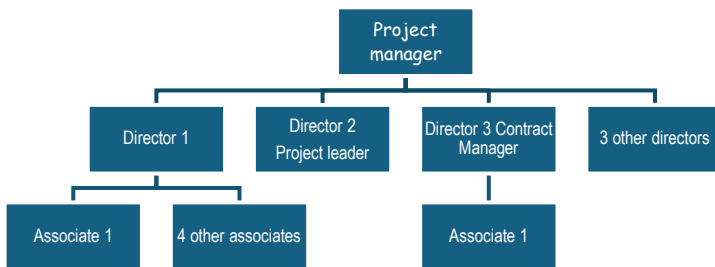 Project
manager
Director 1
Director 2
Project leader
Director 3 Contract
Manager
3 other directors
Associate 1
4 other associates
Associate 1